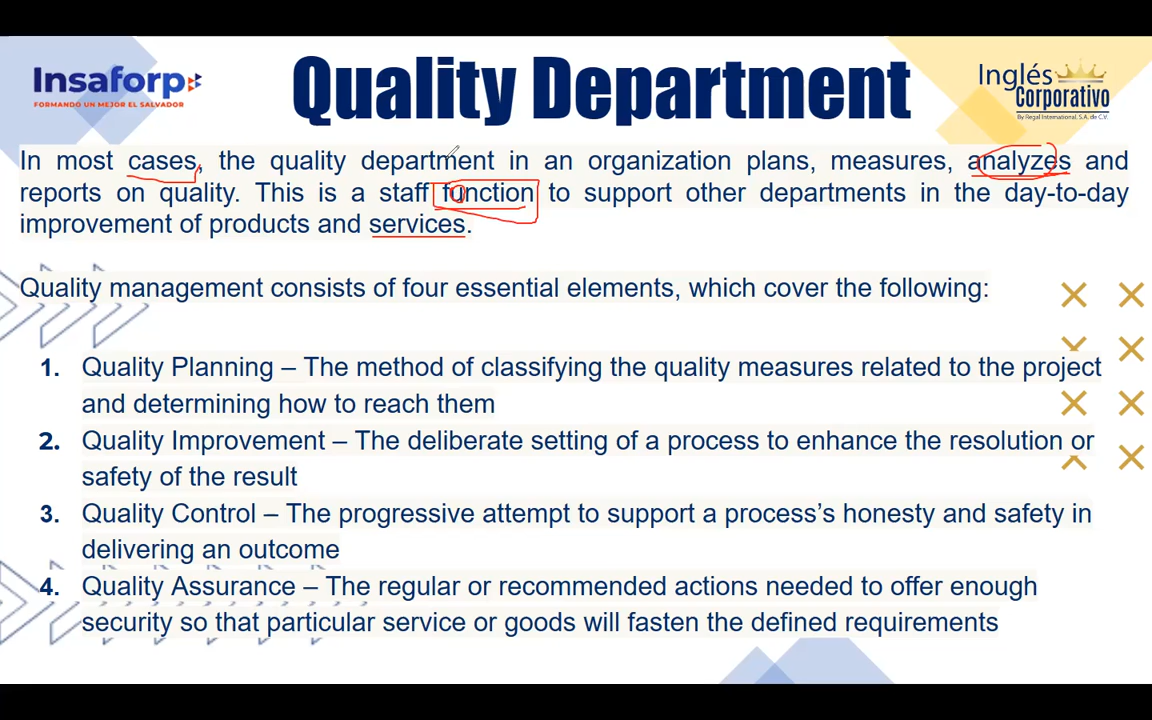 Insaforp
FORMANDO UN MEJOR EL SALVADOR
Quality Department
Inglés
Corporativo
By Regal International, S.A. de C.V.
In most cases, the quality department in an organization plans, measures, analyzes and
reports on quality. This is a staff function to support other departments in the day-to-day
improvement of products and services.
Quality management consists of four essential elements, which cover the following:
1. Quality Planning – The method of classifying the quality measures related to the project
and determining how to reach them
2. Quality Improvement – The deliberate setting of a process to enhance the resolution or
safety of the result
3. Quality Control – The progressive attempt to support a process's honesty and safety in
delivering an outcome
4. Quality Assurance – The regular or recommended actions needed to offer enough
security so that particular service or goods will fasten the defined requirements